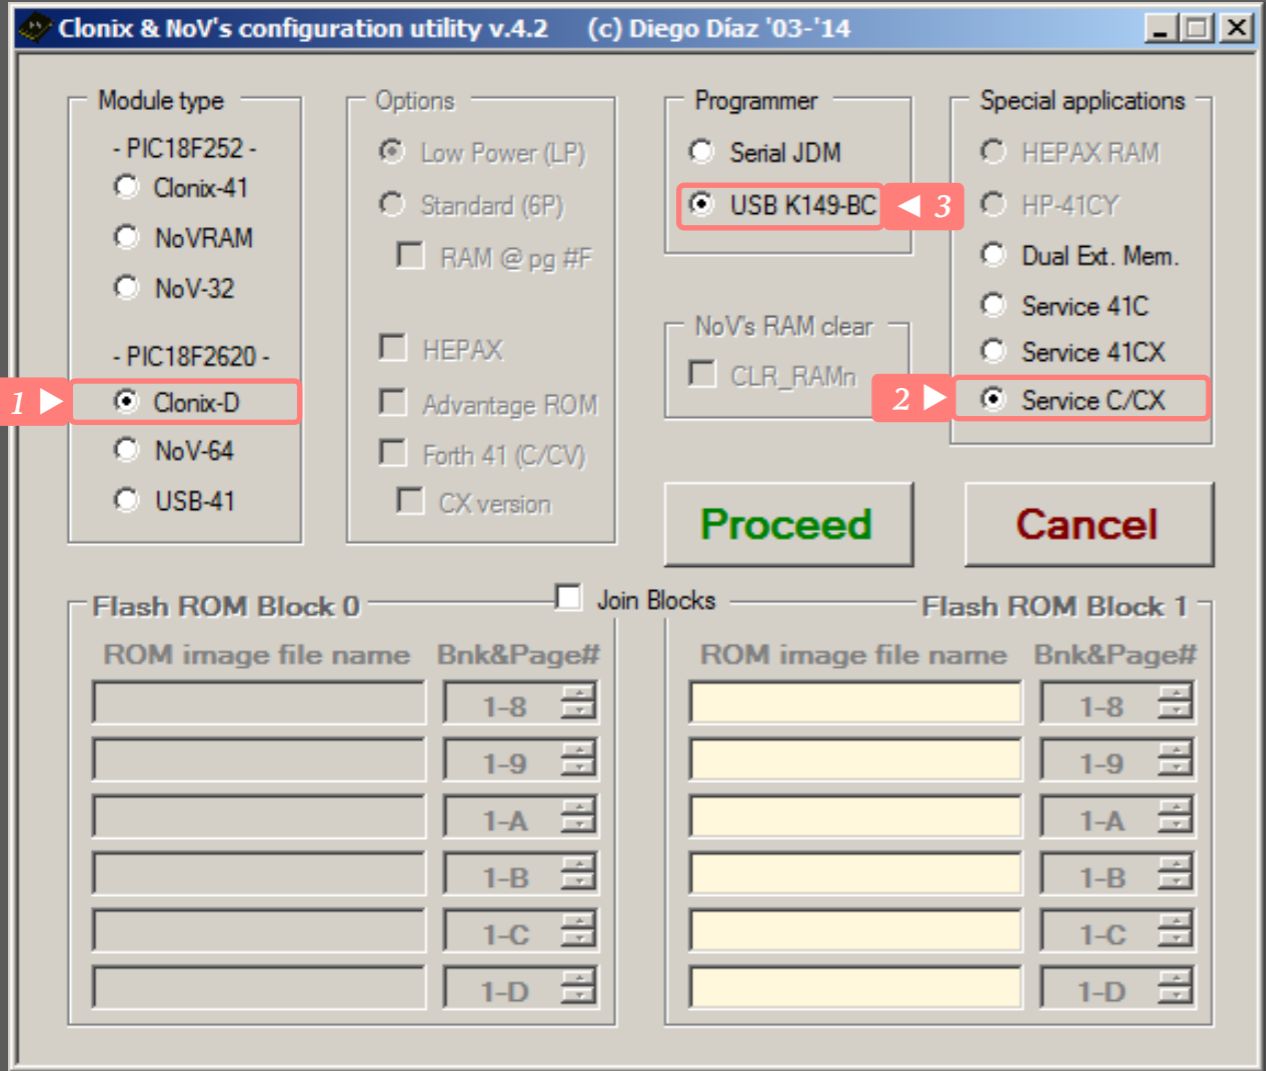 Clonix & NoV's configuration utility v.4.2 (c) Diego Díaz '03-'14
Module type
- PIC18F252 -
Clonix-41
NoVRAM
NoV-32
- PIC18F2620 -
1
Clonix-D
NoV-64
USB-41
Options
Low Power (LP)
Standard (6P)
RAM @ pg #F
HEPAX
Advantage ROM
Forth 41 (C/CV)
CX version
Programmer
Serial JDM
USB K149-BC
3
NoV's RAM clear
CLR_RAMn
Special applications
HEPAX RAM
HP-41CY
Dual Ext. Mem.
Service 41C
Service 41CX
2
Service C/CX
Proceed
Cancel
Join Blocks
Flash ROM Block 0
ROM image file name Bnk&Page#
1-8
1-9
1-A
1-B
1-C
1-D
Flash ROM Block 1
ROM image file name Bnk&Page#
1-8
1-9
1-A
1-B
1-C
1-D